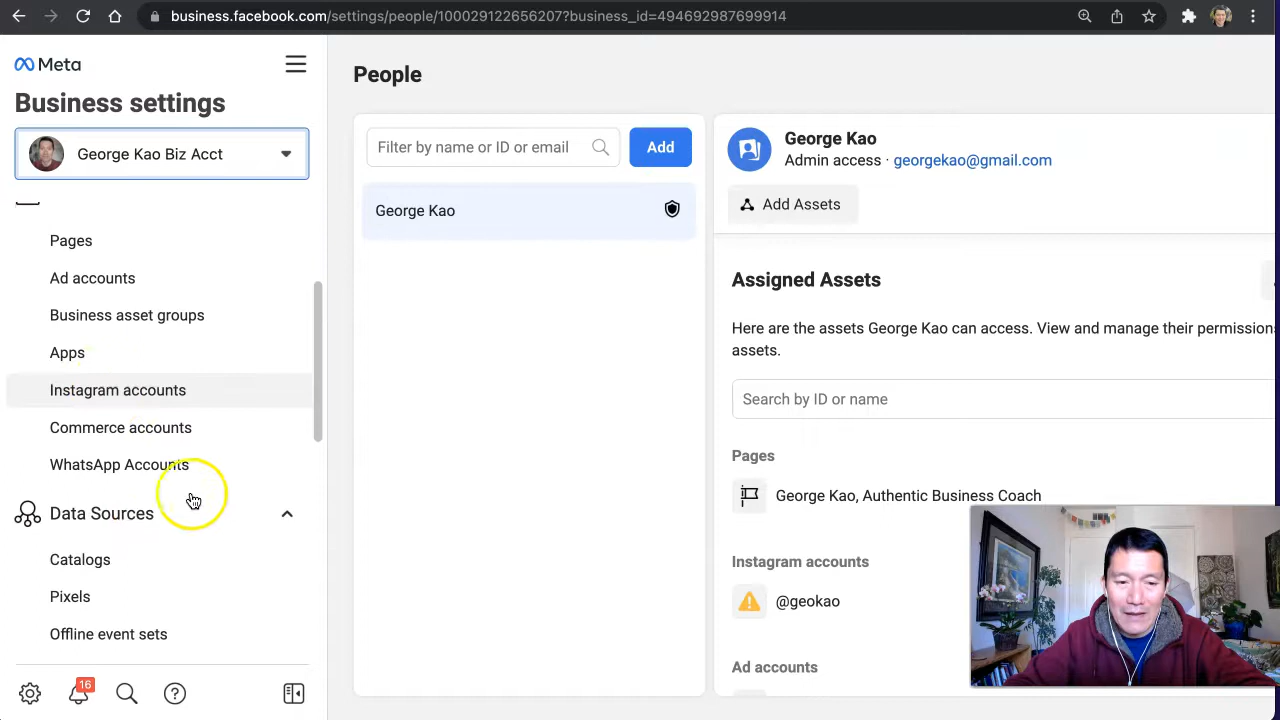 business.facebook.com/settings/people/100029122656207?business_id=494692987699914
Meta
Business settings
George Kao Biz Acct
Pages
Ad accounts
Business asset groups
Apps
Instagram accounts
Commerce accounts
WhatsApp Accounts
Data Sources
Catalogs
Pixels
Offline event sets
16
People
Filter by name or ID or email
Add
George Kao
George Kao
Admin access · georgekao@gmail.com
Add Assets
Assigned Assets
Here are the assets George Kao can access. View and manage their permissions
assets.
Search by ID or name
Pages
George Kao, Authentic Business Coach
Instagram accounts
@geokao
Ad accounts